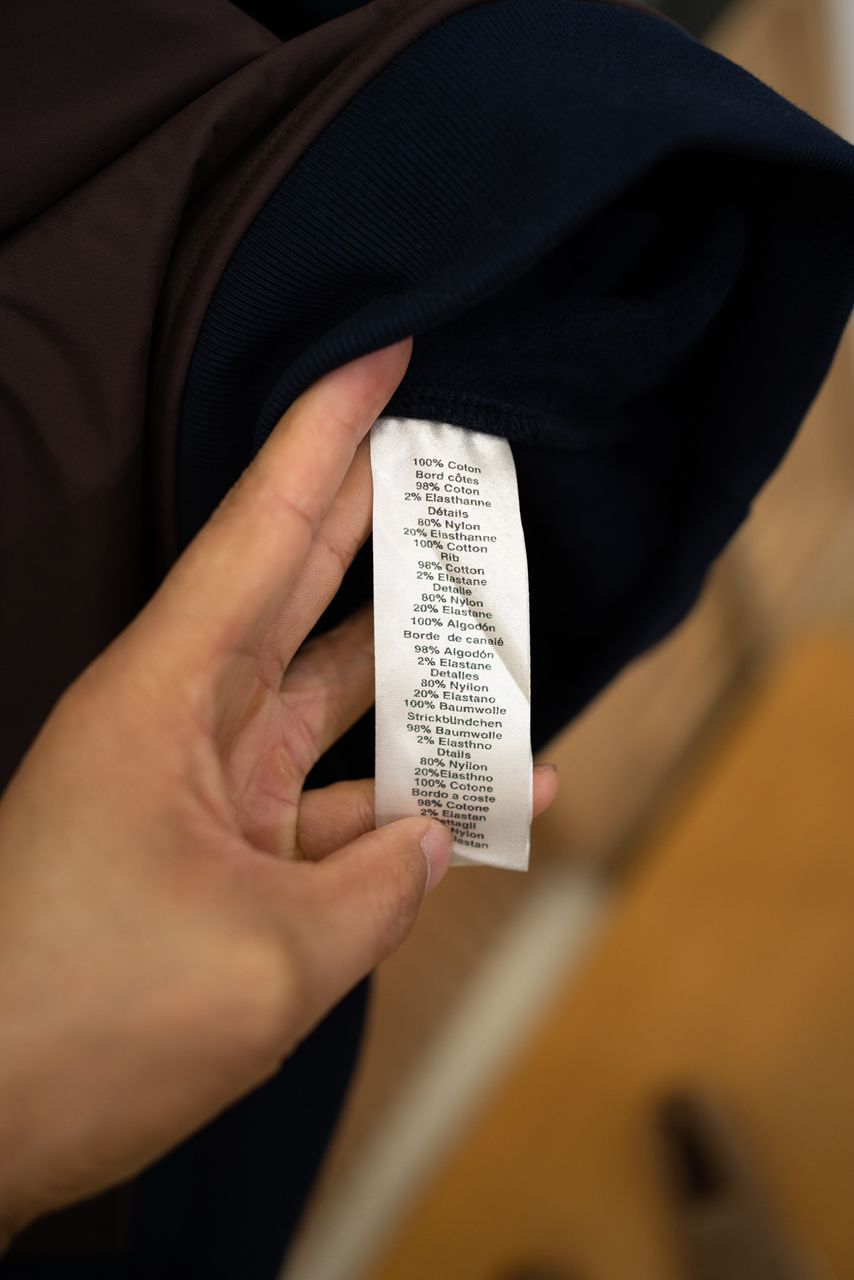 100% Coton
Bord côtes
98% Coton
2% Elasthanne
Détails
80% Nylon
20% Elasthanne
100% Cotton
Rib
98% Cotton
2% Elastane
Detalle
80% Nylon
20% Elastane
100% Algodón
Borde de canalé
98% Algodón
2% Elastane
Detalles
80% Nyilon
20% Elastano
100% Baumwolle
Strickbündchen
98% Baumwolle
2% Elasthno
Dtails
80% Nyilon
20%Elasthno
100% Cotone
Bordo a coste
98% Cotone
2% Elastan
Nylon